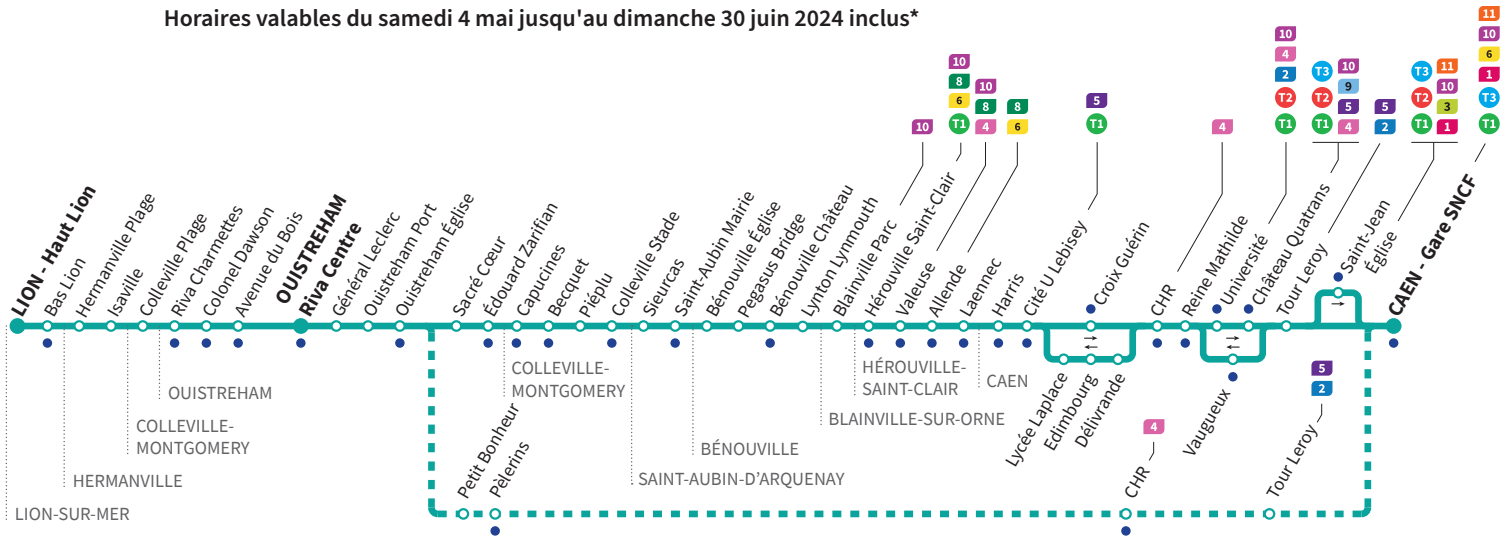 Horaires valables du samedi 4 mai jusqu'au dimanche 30 juin 2024 inclus*
LION - Haut Lion
Bas Lion
Hermanville Plage
Isaville
Colleville Plage
Riva Charmettes
Colonel Dawson
Avenue du Bois
OUISTREHAM
Riva Centre
Général Leclerc
Ouistreham Port
Ouistreham Église
Sacré Cœur
Édouard Zarifian
Capucines
Becquet
Piéplu
Colleville Stade
Sieurcas
Saint-Aubin Mairie
Bénouville Église
Pegasus Bridge
Bénouville Château
Lynton Lynmouth
Blainville Parc
10
Hérouville Saint-Clair
10
8
6
T1
Valeuse
10
8
4
Allende
8
6
Laennec
Harris
Cité U Lebisey
5
T1
Croix Guérin
CHR
4
Reine Mathilde
Université
10
4
2
T2
T1
Château Quatrans
T3 10
T2 9
5
T1 4
Tour Leroy
5
2
Saint-Jean
Église
T3 11
T2 10
3
T1 1
CAEN - Gare SNCF
11
10
6
1
T3
T1
Lycée Laplace
Edimbourg
Délivrande
Vaugueux
LION-SUR-MER
HERMANVILLE
COLLEVILLE-
MONTGOMERY
OUISTREHAM
COLLEVILLE-
MONTGOMERY
SAINT-AUBIN-D'ARQUENAY
BÉNOUVILLE
BLAINVILLE-SUR-ORNE
HÉROUVILLE-
SAINT-CLAIR
CAEN
Petit Bonheur
Pèlerins
CHR
4
Tour Leroy
5
2